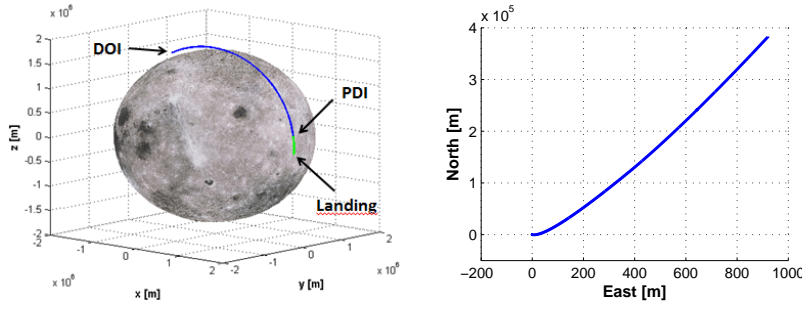 x 10^6
2
1.5
1
0.5
0
-0.5
-1
-1.5
-2
z [m]
DOI
PDI
Landing
-2
-1
0
1
2
x 10^6
x [m]
-2
-1
0
1
2
x 10^6
y [m]
x 10^5
4
3
2
1
0
North [m]
−200
0
200
400
600
800
1000
East [m]